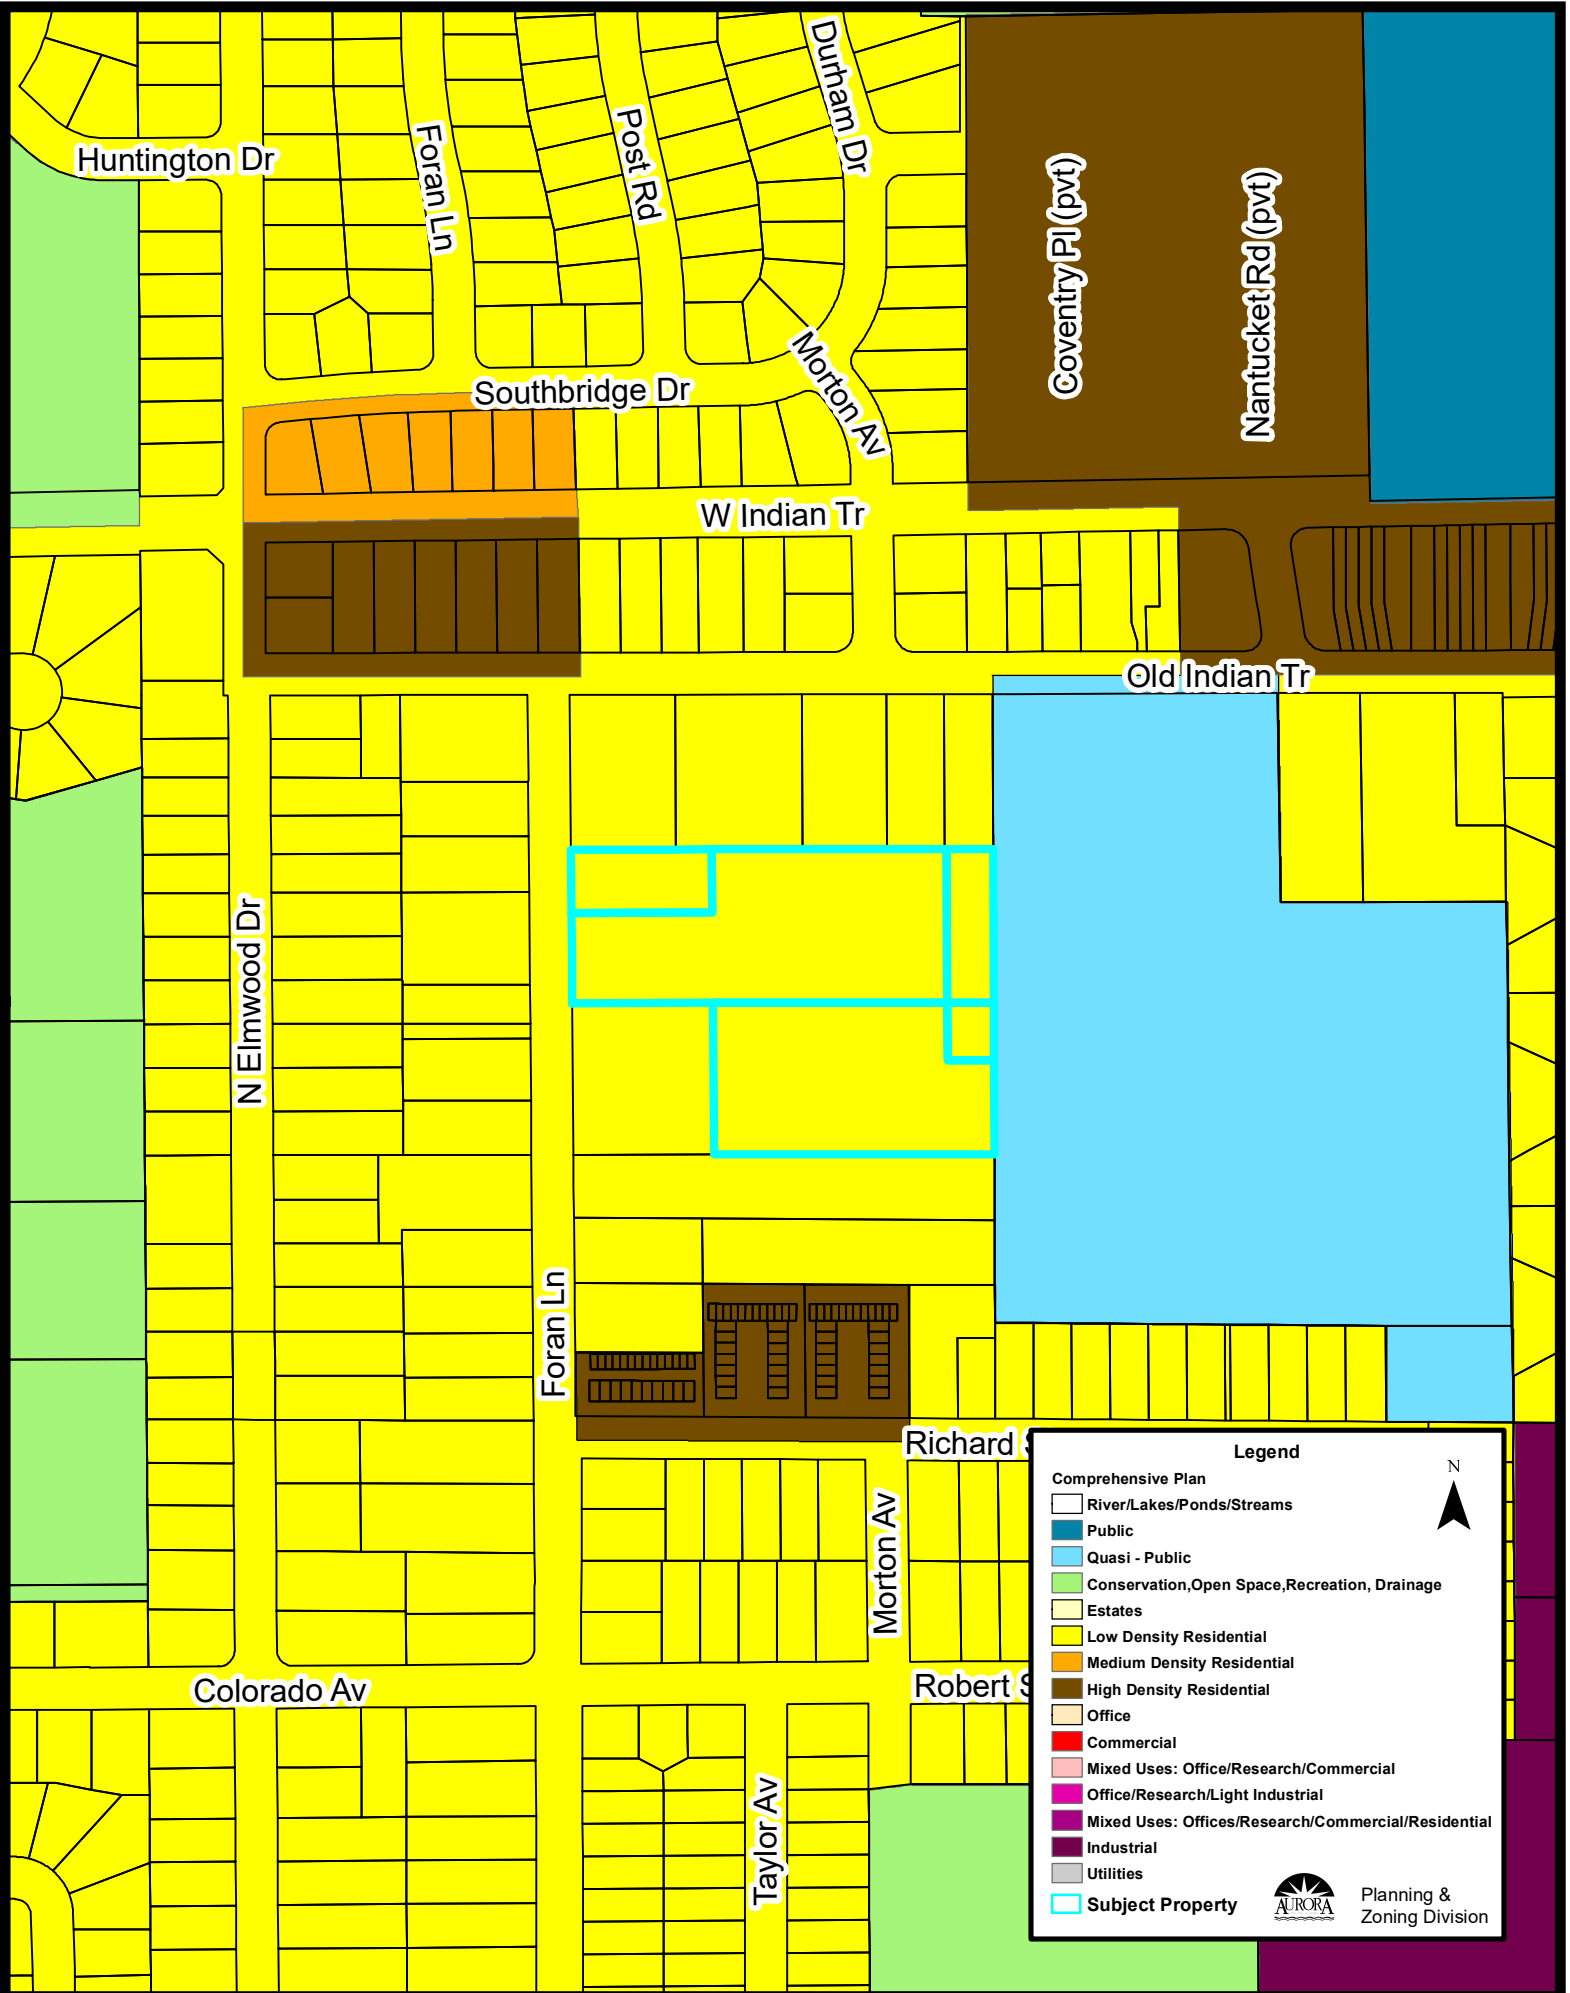 Huntington Dr
Foran Ln
Post Rd
Durham Dr
Coventry Pl (pvt)
Nantucket Rd (pvt)
Morton Av
Southbridge Dr
W Indian Tr
Old Indian Tr
N Elmwood Dr
Foran Ln
Richard
Morton Av
Colorado Av
Robert
Taylor Av
Legend
N
Comprehensive Plan
River/Lakes/Ponds/Streams
Public
Quasi - Public
Conservation,Open Space,Recreation, Drainage
Estates
Low Density Residential
Medium Density Residential
High Density Residential
Office
Commercial
Mixed Uses: Office/Research/Commercial
Office/Research/Light Industrial
Mixed Uses: Offices/Research/Commercial/Residential
Industrial
Utilities
Subject Property
AURORA
Planning &
Zoning Division